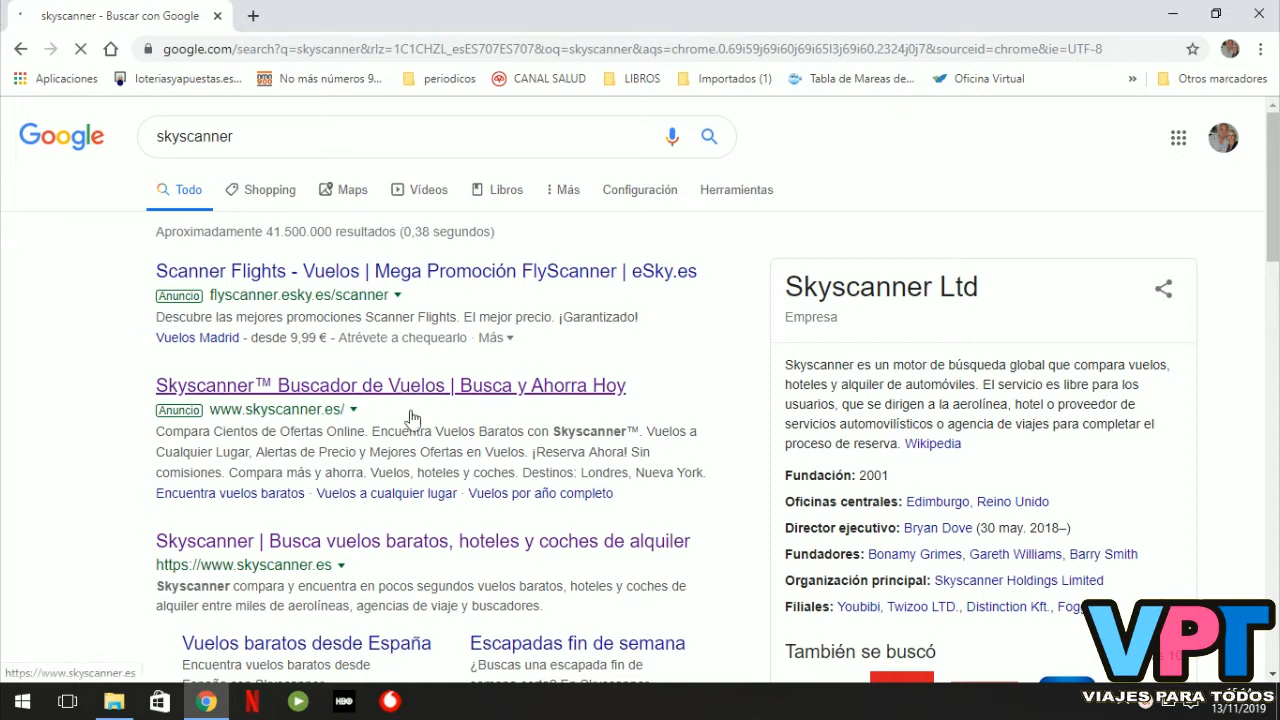 skyscanner - Buscar con Google
google.com/search?q=skyscanner&rlz=1C1CHZL_esES707ES707&oq=skyscanner&aqs=chrome.0.69i59j69i60j69i65l3j69i60.2324j0j7&sourceid=chrome&ie=UTF-8
Aplicaciones loteriasyapuestas.es... No más números 9... periodicos CANAL SALUD LIBROS Importados (1) Tabla de Mareas de... Oficina Virtual » Otros marcadores
Google skyscanner
Todo Shopping Maps Vídeos Libros Más Configuración Herramientas
Aproximadamente 41.500.000 resultados (0,38 segundos)
Scanner Flights - Vuelos | Mega Promoción FlyScanner | eSky.es
Anuncio flyscanner.esky.es/scanner
Descubre las mejores promociones Scanner Flights. El mejor precio. ¡Garantizado!
Vuelos Madrid - desde 9,99 € - Atrévete a chequearlo · Más
Skyscanner™ Buscador de Vuelos | Busca y Ahorra Hoy
Anuncio www.skyscanner.es/
Compara Cientos de Ofertas Online. Encuentra Vuelos Baratos con Skyscanner™. Vuelos a
Cualquier Lugar, Alertas de Precio y Mejores Ofertas en Vuelos. ¡Reserva Ahora! Sin
comisiones. Compara más y ahorra. Vuelos, hoteles y coches. Destinos: Londres, Nueva York.
Encuentra vuelos baratos · Vuelos a cualquier lugar · Vuelos por año completo
Skyscanner | Busca vuelos baratos, hoteles y coches de alquiler
https://www.skyscanner.es
Skyscanner compara y encuentra en pocos segundos vuelos baratos, hoteles y coches de
alquiler entre miles de aerolíneas, agencias de viaje y buscadores.
Vuelos baratos desde España
Encuentra vuelos baratos desde
Escapadas fin de semana
¿Buscas una escapada fin de
Skyscanner Ltd
Empresa
Skyscanner es un motor de búsqueda global que compara vuelos,
hoteles y alquiler de automóviles. El servicio es libre para los
usuarios, que se dirigen a la aerolínea, hotel o proveedor de
servicios automovilísticos o agencia de viajes para completar el
proceso de reserva. Wikipedia
Fundación: 2001
Oficinas centrales: Edimburgo, Reino Unido
Director ejecutivo: Bryan Dove (30 may. 2018–)
Fundadores: Bonamy Grimes, Gareth Williams, Barry Smith
Organización principal: Skyscanner Holdings Limited
Filiales: Youbibi, Twizoo LTD., Distinction Kft.,
También se buscó
https://www.skyscanner.es
VPT
VIAJES PARA TODOS
HBO
13/11/2019